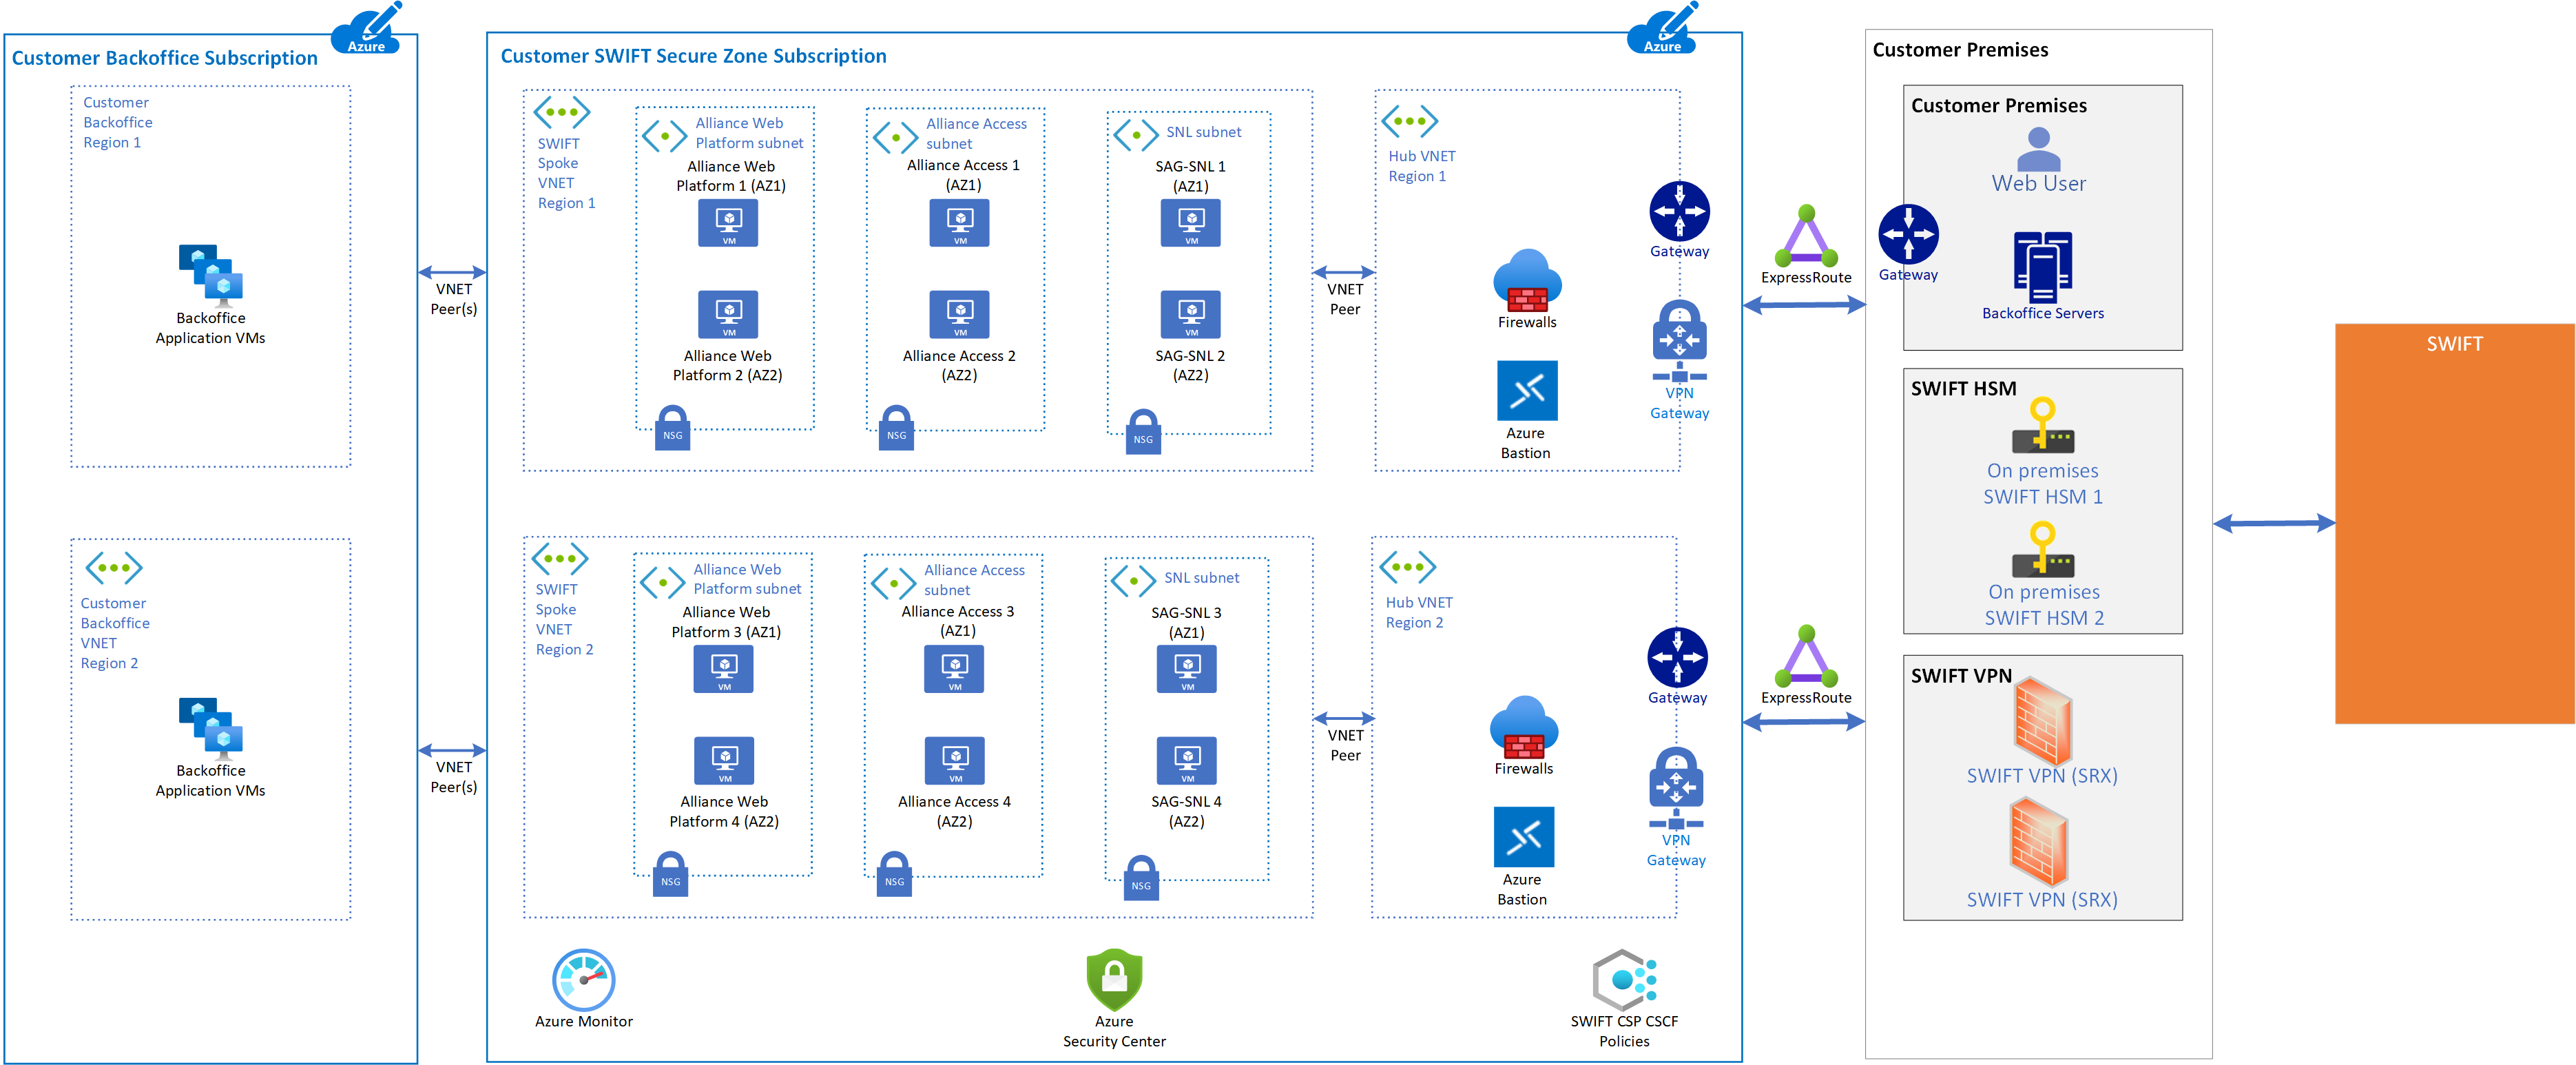 Azure
Customer Backoffice Subscription
Customer
Backoffice
Region 1
Backoffice
Application VMs
Customer
Backoffice
VNET
Region 2
Backoffice
Application VMs
VNET
Peer(s)
VNET
Peer(s)
Azure
Customer SWIFT Secure Zone Subscription
SWIFT
Spoke
VNET
Region 1
Alliance Web
Platform subnet
Alliance Web
Platform 1 (AZ1)
VM
VM
Alliance Web
Platform 2 (AZ2)
NSG
Alliance Access
subnet
Alliance Access 1
(AZ1)
VM
VM
Alliance Access 2
(AZ2)
NSG
SNL subnet
SAG-SNL 1
(AZ1)
VM
VM
SAG-SNL 2
(AZ2)
NSG
VNET
Peer
Hub VNET
Region 1
Firewalls
Azure
Bastion
Gateway
VPN
Gateway
SWIFT
Spoke
VNET
Region 2
Alliance Web
Platform subnet
Alliance Web
Platform 3 (AZ1)
VM
VM
Alliance Web
Platform 4 (AZ2)
NSG
Alliance Access
subnet
Alliance Access 3
(AZ1)
VM
VM
Alliance Access 4
(AZ2)
NSG
SNL subnet
SAG-SNL 3
(AZ1)
VM
VM
SAG-SNL 4
(AZ2)
NSG
VNET
Peer
Hub VNET
Region 2
Firewalls
Azure
Bastion
Gateway
VPN
Gateway
Azure Monitor
Azure
Security Center
SWIFT CSP CSCF
Policies
ExpressRoute
ExpressRoute
Customer Premises
Customer Premises
Web User
Gateway
Backoffice Servers
SWIFT HSM
On premises
SWIFT HSM 1
On premises
SWIFT HSM 2
SWIFT VPN
SWIFT VPN (SRX)
SWIFT VPN (SRX)
SWIFT